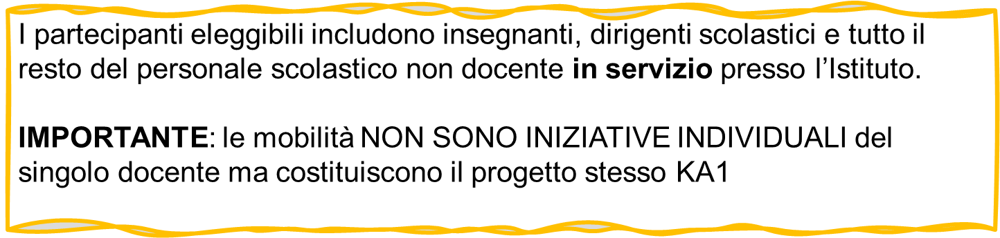 I partecipanti eleggibili includono insegnanti, dirigenti scolastici e tutto il
resto del personale scolastico non docente in servizio presso l’Istituto.
IMPORTANTE: le mobilità NON SONO INIZIATIVE INDIVIDUALI del
singolo docente ma costituiscono il progetto stesso KA1